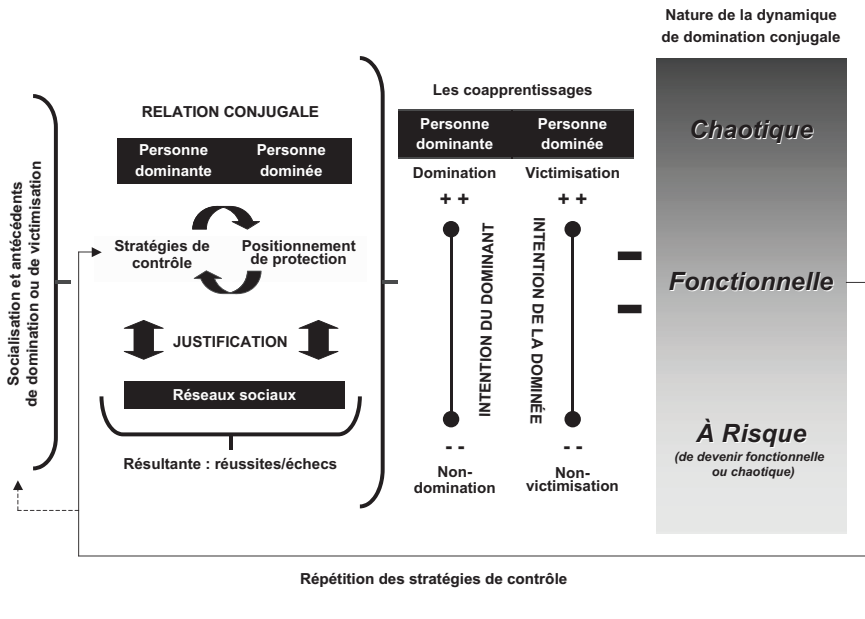 Nature de la dynamique
de domination conjugale
Socialisation et antécédents
de domination ou de victimisation
RELATION CONJUGALE
Personne
dominante
Personne
dominée
Stratégies de
contrôle
Positionnement
de protection
JUSTIFICATION
Réseaux sociaux
Résultante : réussites/échecs
Les coapprentissages
Personne
dominante
Personne
dominée
Domination
Victimisation
+ +
+ +
INTENTION DU DOMINANT
INTENTION DE LA DOMINÉE
- -
- -
Non-
domination
Non-
victimisation
Chaotique
Fonctionnelle
À Risque
(de devenir fonctionnelle
ou chaotique)
Répétition des stratégies de contrôle